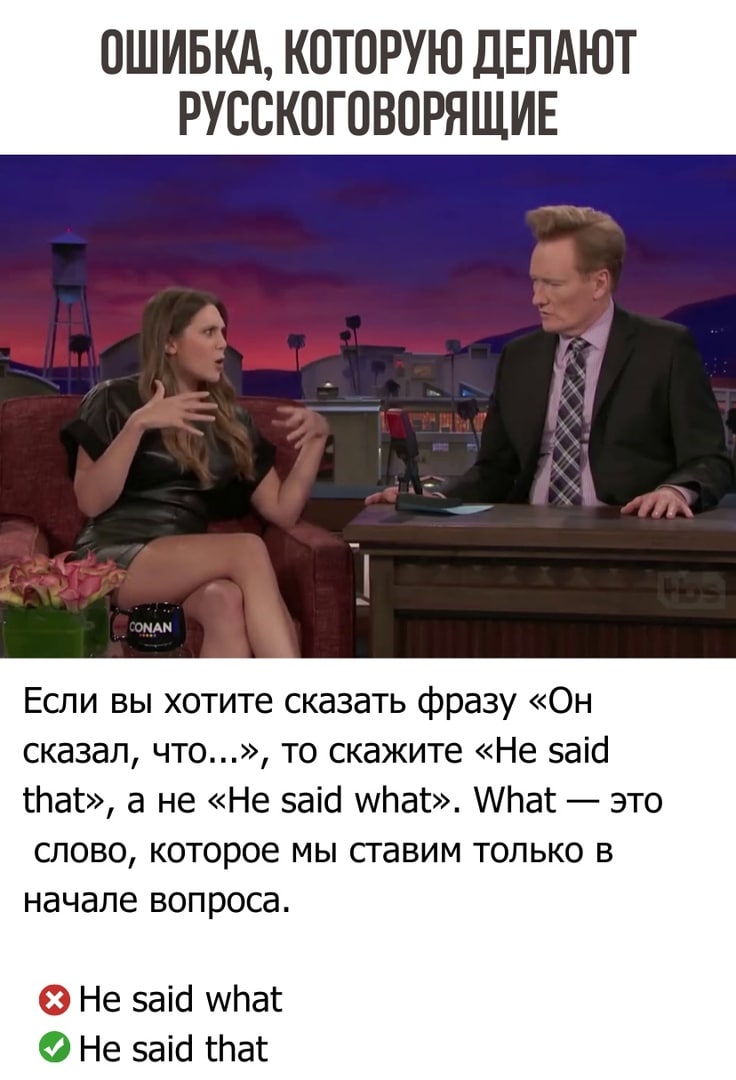 ОШИБКА, КОТОРУЮ ДЕЛАЮТ
РУССКОГОВОРЯЩИЕ
CONAN
tbs
Если вы хотите сказать фразу «Он
сказал, что...», то скажите «He said
that», а не «He said what». What — это
слово, которое мы ставим только в
начале вопроса.
He said what
He said that